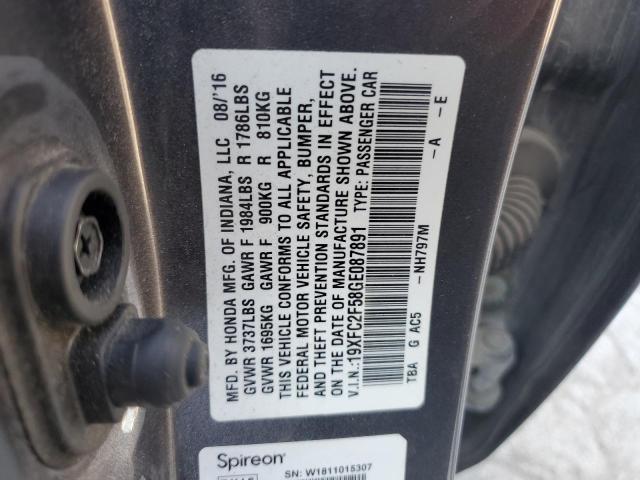 MFD. BY HONDA MFG. OF INDIANA, LLC 08/'16
GVWR 3737LBS GAWR F 1984LBS R 1786LBS
GVWR 1695KG GAWR F 900KG R 810KG
THIS VEHICLE CONFORMS TO ALL APPLICABLE
FEDERAL MOTOR VEHICLE SAFETY, BUMPER,
AND THEFT PREVENTION STANDARDS IN EFFECT
ON THE DATE OF MANUFACTURE SHOWN ABOVE.
V.I.N.:19XFC2F58GE087891 TYPE: PASSENGER CAR
TBA G AC5 - NH797M - A - E
Spireon
SN: W1811015307